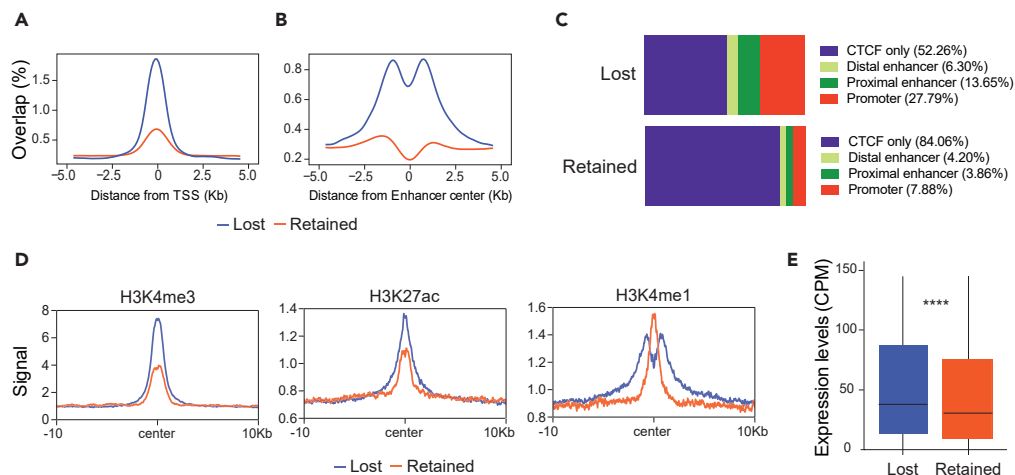 A
B
C
Overlap (%)
1.5
1.0
0.5
−5.0
−2.5
0
2.5
5.0
Distance from TSS (Kb)
0.8
0.6
0.4
0.2
−5.0
−2.5
0
2.5
5.0
Distance from Enhancer center (Kb)
Lost
Retained
Lost
CTCF only (52.26%)
Distal enhancer (6.30%)
Proximal enhancer (13.65%)
Promoter (27.79%)
Retained
CTCF only (84.06%)
Distal enhancer (4.20%)
Proximal enhancer (3.86%)
Promoter (7.88%)
D
Signal
H3K4me3
8
6
4
2
0
-10
center
10Kb
H3K27ac
1.4
1.2
1.0
0.8
0.6
-10
center
10Kb
H3K4me1
1.6
1.4
1.2
1.0
0.8
-10
center
10Kb
Lost
Retained
E
Expression levels (CPM)
150
100
50
0
****
Lost
Retained